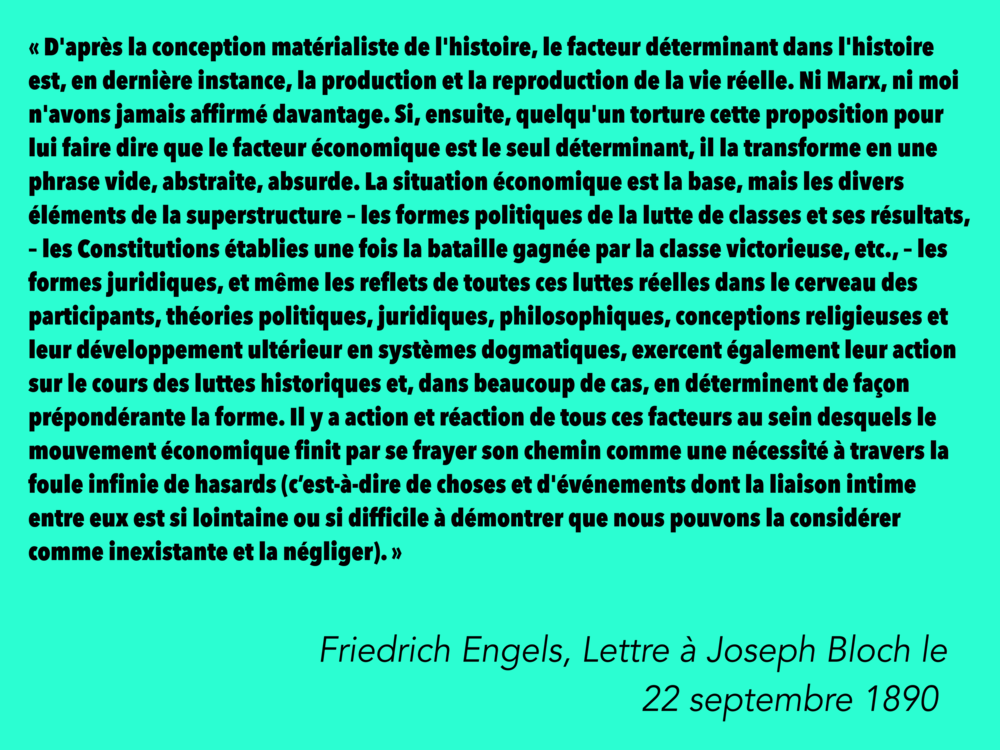 « D'après la conception matérialiste de l'histoire, le facteur déterminant dans l'histoire
est, en dernière instance, la production et la reproduction de la vie réelle. Ni Marx, ni moi
n'avons jamais affirmé davantage. Si, ensuite, quelqu'un torture cette proposition pour
lui faire dire que le facteur économique est le seul déterminant, il la transforme en une
phrase vide, abstraite, absurde. La situation économique est la base, mais les divers
éléments de la superstructure – les formes politiques de la lutte de classes et ses résultats,
– les Constitutions établies une fois la bataille gagnée par la classe victorieuse, etc., – les
formes juridiques, et même les reflets de toutes ces luttes réelles dans le cerveau des
participants, théories politiques, juridiques, philosophiques, conceptions religieuses et
leur développement ultérieur en systèmes dogmatiques, exercent également leur action
sur le cours des luttes historiques et, dans beaucoup de cas, en déterminent de façon
prépondérante la forme. Il y a action et réaction de tous ces facteurs au sein desquels le
mouvement économique finit par se frayer son chemin comme une nécessité à travers la
foule infinie de hasards (c’est-à-dire de choses et d'événements dont la liaison intime
entre eux est si lointaine ou si difficile à démontrer que nous pouvons la considérer
comme inexistante et la négliger). »
Friedrich Engels, Lettre à Joseph Bloch le
22 septembre 1890